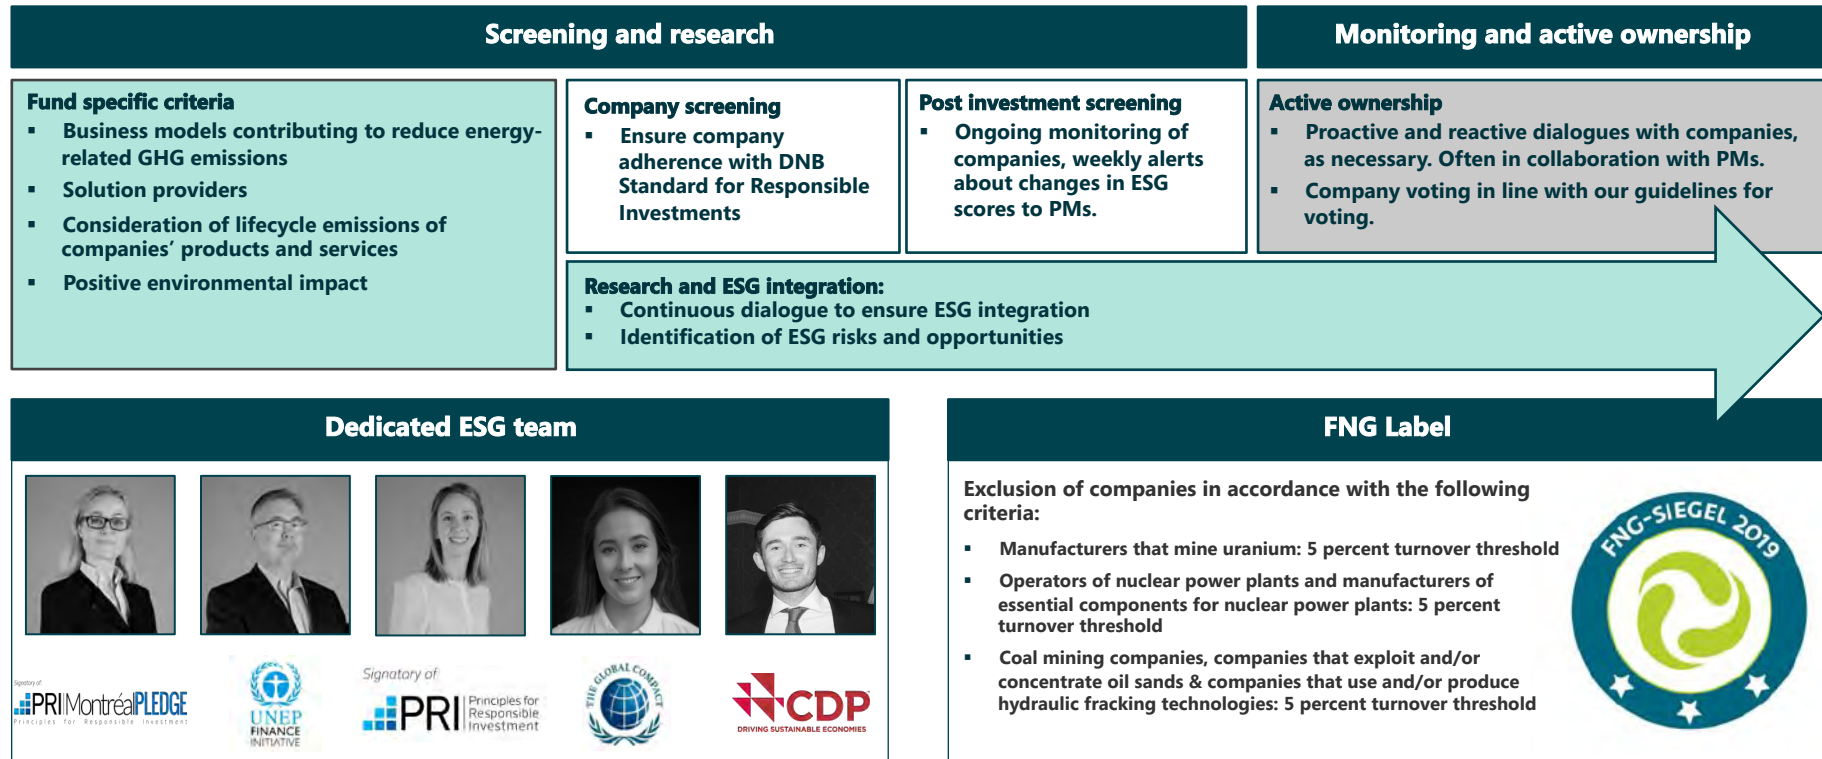 Screening and research
Monitoring and active ownership
Fund specific criteria
▪ Business models contributing to reduce energy-
related GHG emissions
▪ Solution providers
▪ Consideration of lifecycle emissions of
companies’ products and services
▪ Positive environmental impact
Company screening
▪ Ensure company
adherence with DNB
Standard for Responsible
Investments
Post investment screening
▪ Ongoing monitoring of
companies, weekly alerts
about changes in ESG
scores to PMs.
Active ownership
▪ Proactive and reactive dialogues with companies,
as necessary. Often in collaboration with PMs.
▪ Company voting in line with our guidelines for
voting.
Research and ESG integration:
▪ Continuous dialogue to ensure ESG integration
▪ Identification of ESG risks and opportunities
Dedicated ESG team
Signatory of
PRI MontréalPLEDGE
Principles for Responsible Investment
UNEP
FINANCE
INITIATIVE
Signatory of
PRI Principles for
Responsible
Investment
THE GLOBAL COMPACT
CDP
DRIVING SUSTAINABLE ECONOMIES
FNG Label
Exclusion of companies in accordance with the following
criteria:
▪ Manufacturers that mine uranium: 5 percent turnover threshold
▪ Operators of nuclear power plants and manufacturers of
essential components for nuclear power plants: 5 percent
turnover threshold
▪ Coal mining companies, companies that exploit and/or
concentrate oil sands & companies that use and/or produce
hydraulic fracking technologies: 5 percent turnover threshold
FNG-SIEGEL 2019